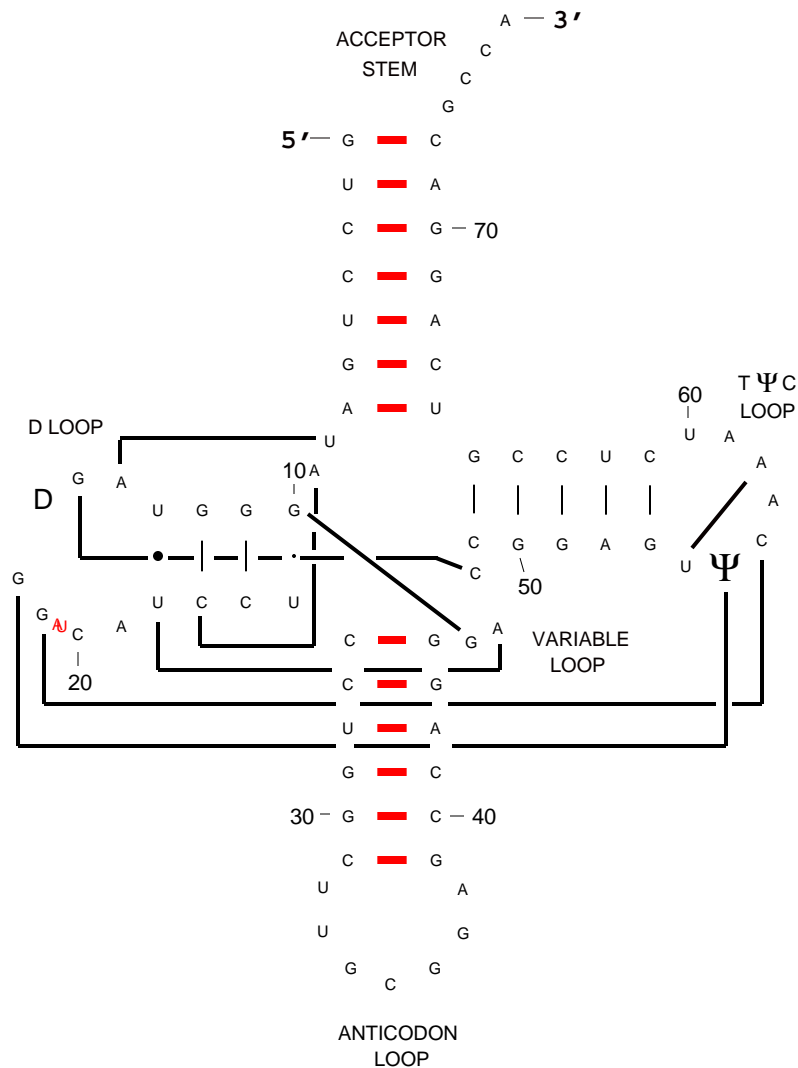 A — 3′
ACCEPTOR
STEM
C
C
G
5′ — G C
U A
C G — 70
C G
U A
G C
A U
60
T Ψ C
LOOP
D LOOP
U
U A
G C C U C
A
10 A
G A
A
D
U G G G
C
C G G A G U Ψ
50
C
G
U C C U
G A U C A
20
C G G A
VARIABLE
LOOP
C G
U A
G C
30 — G C — 40
C G
U A
U G
G G
C
ANTICODON
LOOP